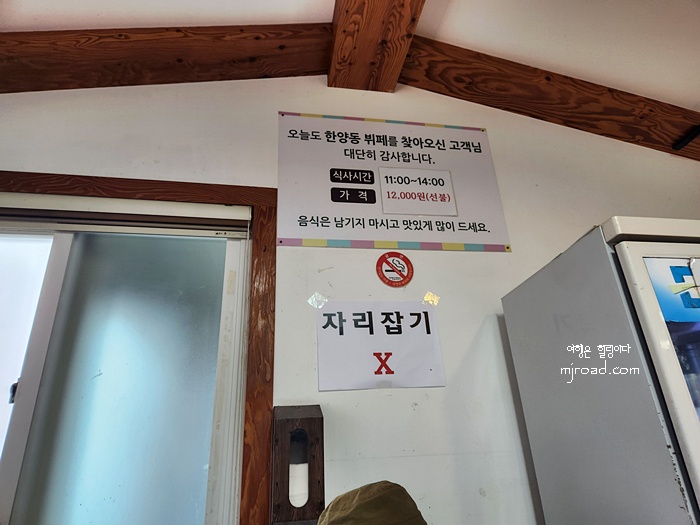 오늘도 한양동 뷔페를 찾아오신 고객님
대단히 감사합니다.
식사시간 11:00~14:00
가 격 12,000원(선불)
음식은 남기지 마시고 맛있게 많이 드세요.
자리잡기
X
여행은 힐링이다
mjroad.com